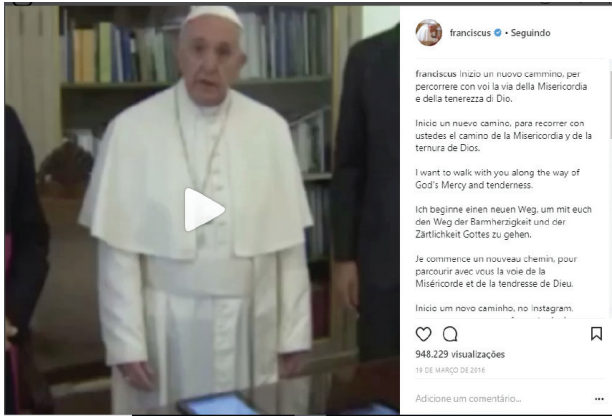 franciscus • Seguindo
franciscus Inizio un nuovo cammino, per
percorrere con voi la via della Misericordia
e della tenerezza di Dio.
Inicio un nuevo camino, para recorrer con
ustedes el camino de la Misericordia y de la
ternura de Dios.
I want to walk with you along the way of
God's Mercy and tenderness.
Ich beginne einen neuen Weg, um mit euch
den Weg der Barmherzigkeit und der
Zärtlichkeit Gottes zu gehen.
Je commence un nouveau chemin, pour
parcourir avec vous la voie de la
Miséricorde et de la tendresse de Dieu.
Inicio um novo caminho, no Instagram,
948.229 visualizações
19 DE MARÇO DE 2016
Adicione um comentário...